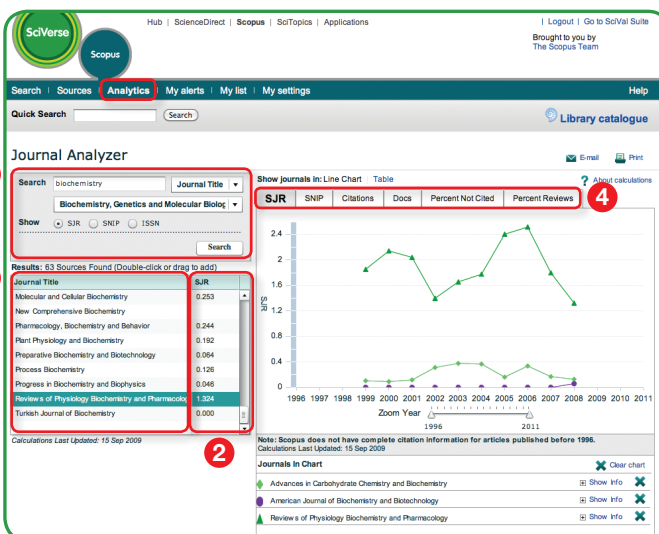 SciVerse
Scopus
Hub | ScienceDirect | Scopus | SciTopics | Applications
| Logout | Go to SciVal Suite
Brought to you by
The Scopus Team
Search | Sources | Analytics | My alerts | My list | My settings
Help
Quick Search
Search
Library catalogue
Journal Analyzer
E-mail Print
Search biochemistry Journal Title
Biochemistry, Genetics and Molecular Biolog
Show SJR SNIP ISSN
Search
Results: 63 Sources Found (Double-click or drag to add)
Journal Title SJR
Molecular and Cellular Biochemistry 0.253
New Comprehensive Biochemistry
Pharmacology, Biochemistry and Behavior 0.244
Plant Physiology and Biochemistry 0.192
Preparative Biochemistry and Biotechnology 0.064
Process Biochemistry 0.126
Progress in Biochemistry and Biophysics 0.046
Reviews of Physiology Biochemistry and Pharmacolog 1.324
Turkish Journal of Biochemistry 0.000
Calculations Last Updated: 15 Sep 2009
2
Show journals in: Line Chart | Table
? About calculations
SJR SNIP Citations Docs Percent Not Cited Percent Reviews
4
2.4
2
1.6
1.2
0.8
0.4
0
SJR
1996 1997 1998 1999 2000 2001 2002 2003 2004 2005 2006 2007 2008 2009 2010 2011
Zoom Year
1996 2011
Note: Scopus does not have complete citation information for articles published before 1996.
Calculations Last Updated: 15 Sep 2009
Journals In Chart
Clear chart
Advances in Carbohydrate Chemistry and Biochemistry Show Info
American Journal of Biochemistry and Biotechnology Show Info
Reviews of Physiology Biochemistry and Pharmacology Show Info